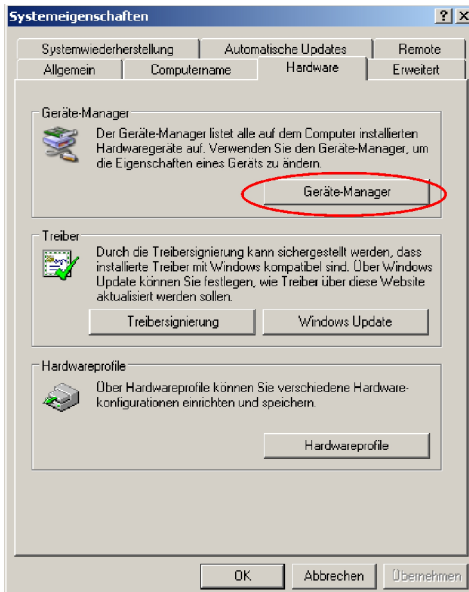 Systemeigenschaften
Systemwiederherstellung Automatische Updates Remote
Allgemein Computername Hardware Erweitert
Geräte-Manager
Der Geräte-Manager listet alle auf dem Computer installierten
Hardwaregeräte auf. Verwenden Sie den Geräte-Manager, um
die Eigenschaften eines Geräts zu ändern.
Geräte-Manager
Treiber
Durch die Treibersignierung kann sichergestellt werden, dass
installierte Treiber mit Windows kompatibel sind. Über Windows
Update können Sie festlegen, wie Treiber über diese Website
aktualisiert werden sollen.
Treibersignierung Windows Update
Hardwareprofile
Über Hardwareprofile können Sie verschiedene Hardware-
konfigurationen einrichten und speichern.
Hardwareprofile
OK Abbrechen Übernehmen